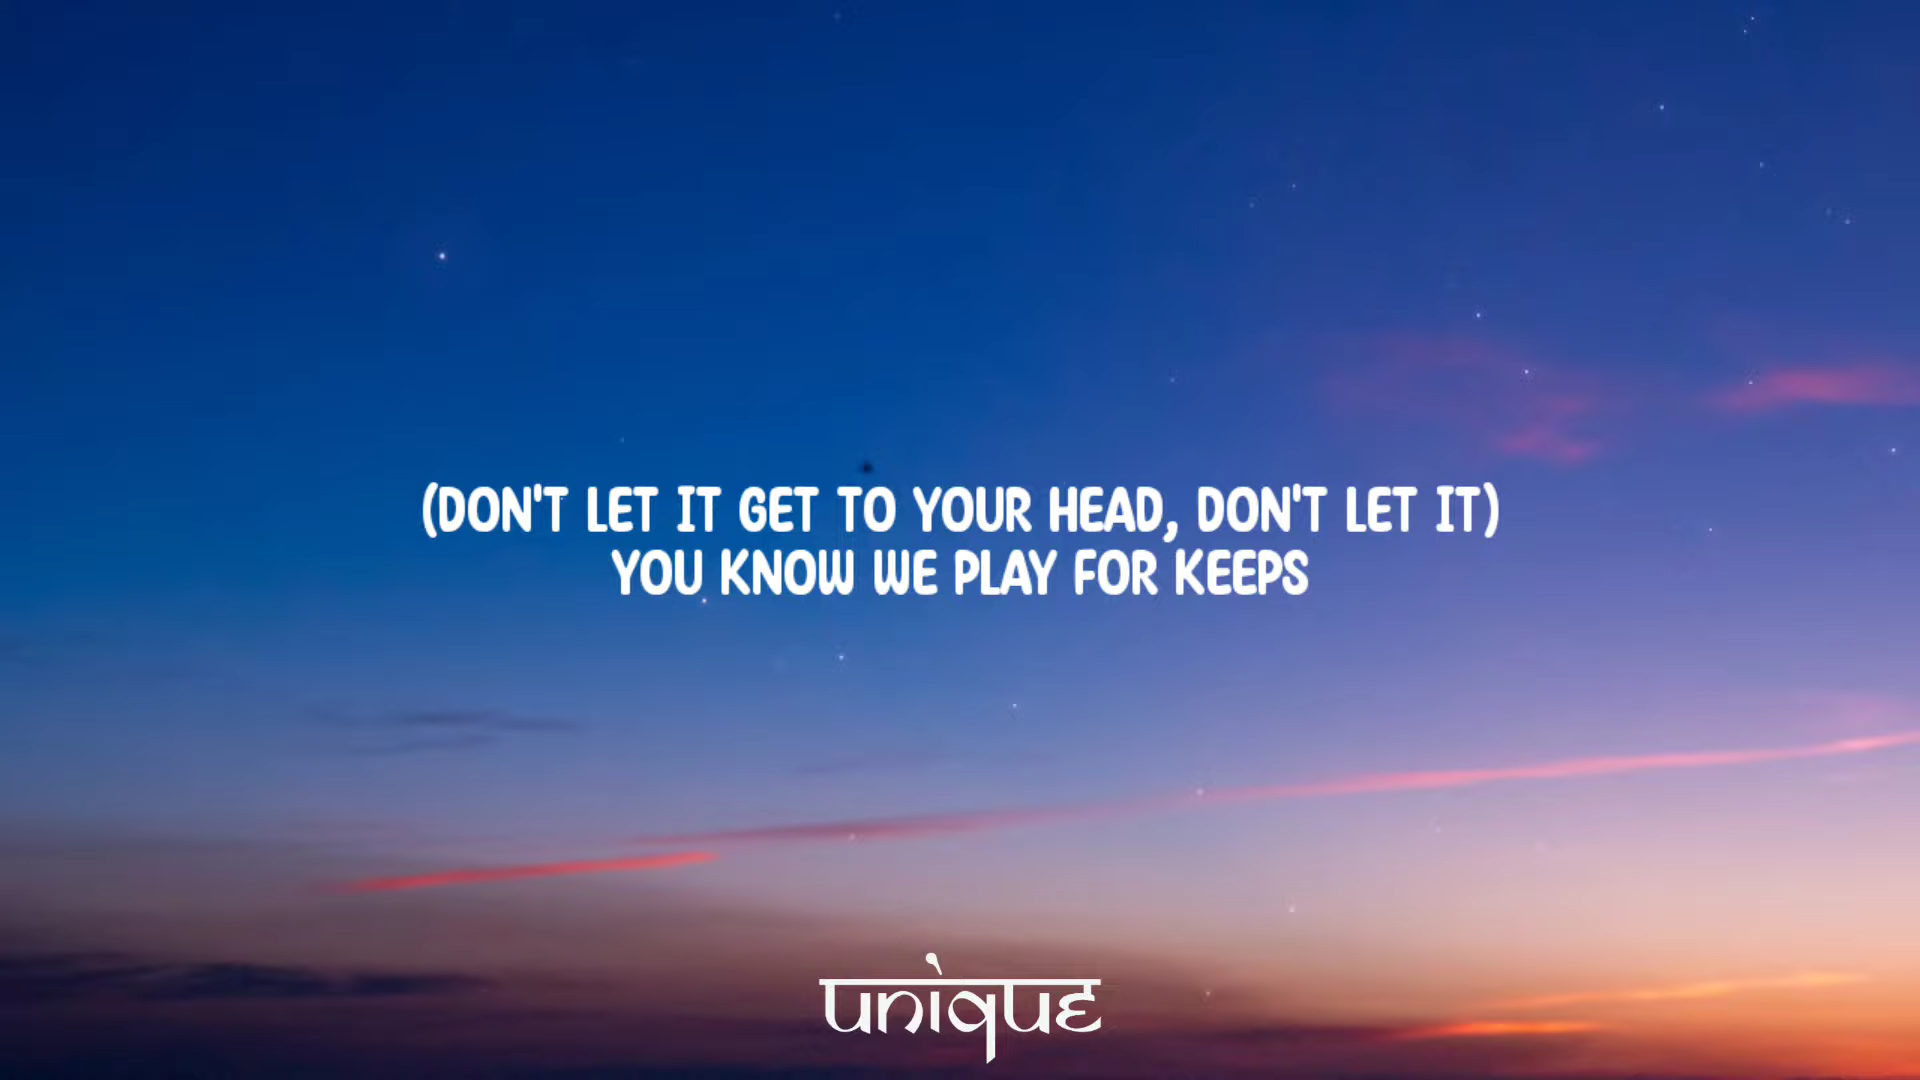 (DON'T LET IT GET TO YOUR HEAD, DON'T LET IT)
YOU KNOW WE PLAY FOR KEEPS
unique